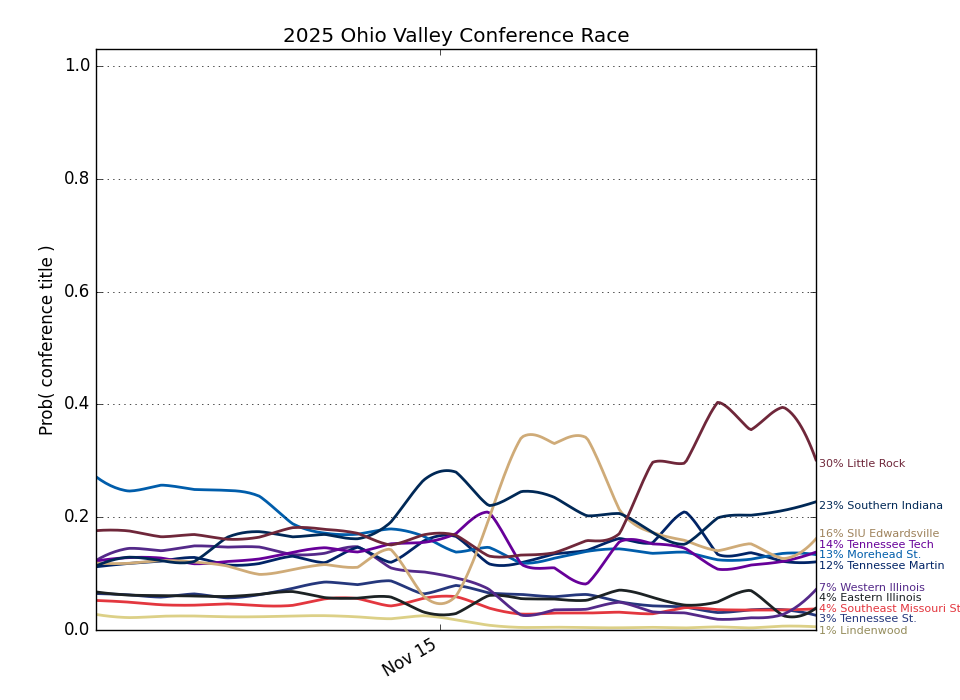 2025 Ohio Valley Conference Race
Prob( conference title )
1.0
0.8
0.6
0.4
0.2
0.0
Nov 15
30% Little Rock
23% Southern Indiana
16% SIU Edwardsville
14% Tennessee Tech
13% Morehead St.
12% Tennessee Martin
7% Western Illinois
4% Eastern Illinois
4% Southeast Missouri St
3% Tennessee St.
1% Lindenwood